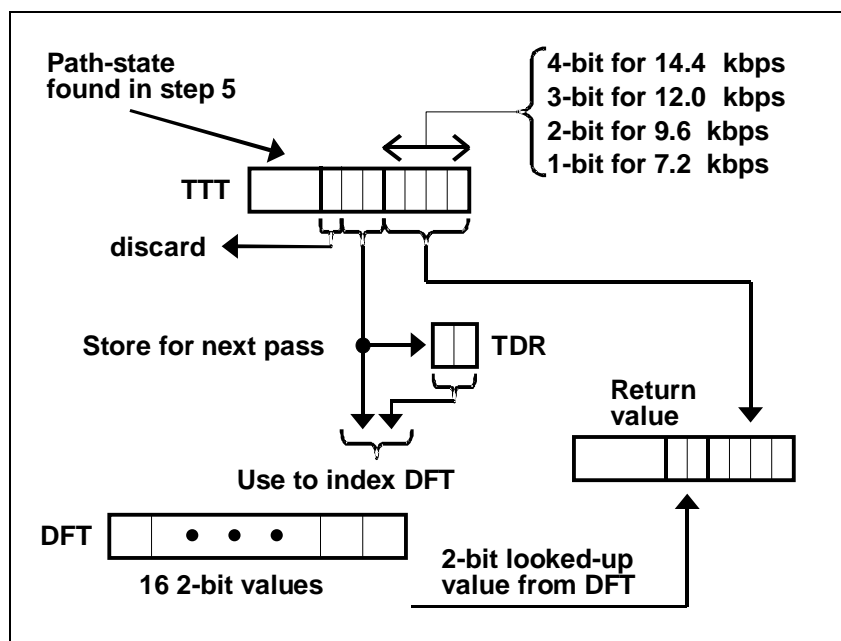 Path-state
found in step 5
4-bit for 14.4 kbps
3-bit for 12.0 kbps
2-bit for 9.6 kbps
1-bit for 7.2 kbps
TTT
discard
Store for next pass
TDR
Return
value
Use to index DFT
DFT
16 2-bit values
2-bit looked-up
value from DFT